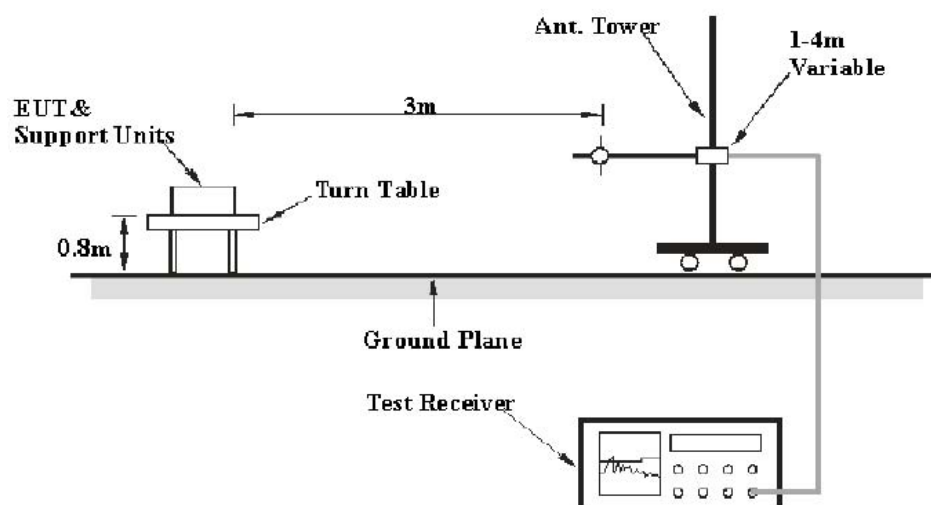 Ant. Tower
1-4m
Variable
3m
EUT&
Support Units
Turn Table
0.8m
Ground Plane
Test Receiver